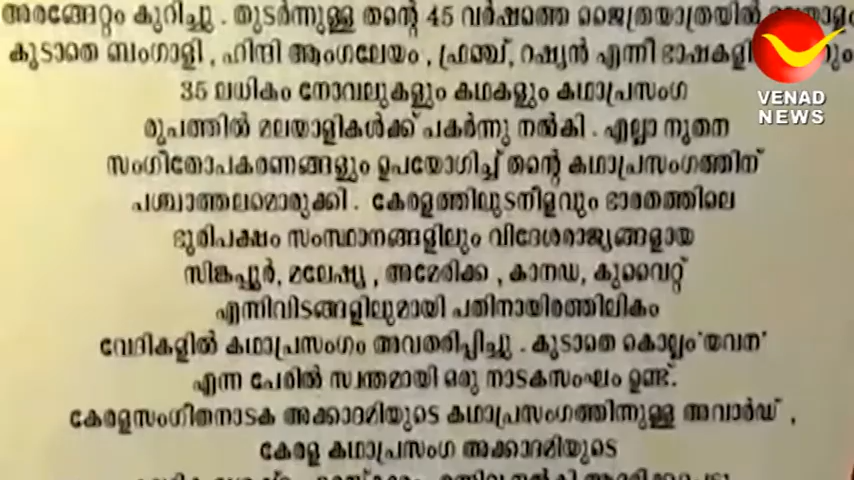 അരങ്ങേറ്റം കുറിച്ചു . തുടർന്നുള്ള തന്റെ 45 വർഷത്തെ ജൈത്രയാത്രയിൽ
കൂടാതെ ബംഗാളി , ഹിന്ദി ആംഗലേയം , ഫ്രഞ്ച്, റഷ്യൻ എന്നീ
35 ലധികം നോവലുകളും കഥകളും കഥാപ്രസംഗ
രൂപത്തിൽ മലയാളികൾക്ക് പകർന്നു നൽകി . എല്ലാ നൂതന
സംഗീതോപകരണങ്ങളും ഉപയോഗിച്ച് തന്റെ കഥാപ്രസംഗത്തിന്
പശ്ചാത്തലമൊരുക്കി . കേരളത്തിലുടനീളവും ഭാരതത്തിലെ
ഭൂരിപക്ഷം സംസ്ഥാനങ്ങളിലും വിദേശരാജ്യങ്ങളായ
സിങ്കപ്പൂർ, മലേഷ്യ , അമേരിക്ക , കാനഡ, കുവൈറ്റ്
എന്നിവിടങ്ങളിലുമായി പതിനായിരത്തിലികം
വേദികളിൽ കഥാപ്രസംഗം അവതരിപ്പിച്ചു . കൂടാതെ കൊല്ലം 'യവന'
എന്ന പേരിൽ സ്വന്തമായി ഒരു നാടകസംഘം ഉണ്ട്.
കേരളസംഗീതനാടക അക്കാദമിയുടെ കഥാപ്രസംഗത്തിന്നുള്ള അവാർഡ് ,
കേരള കഥാപ്രസംഗ അക്കാദമിയുടെ
VENAD
NEWS